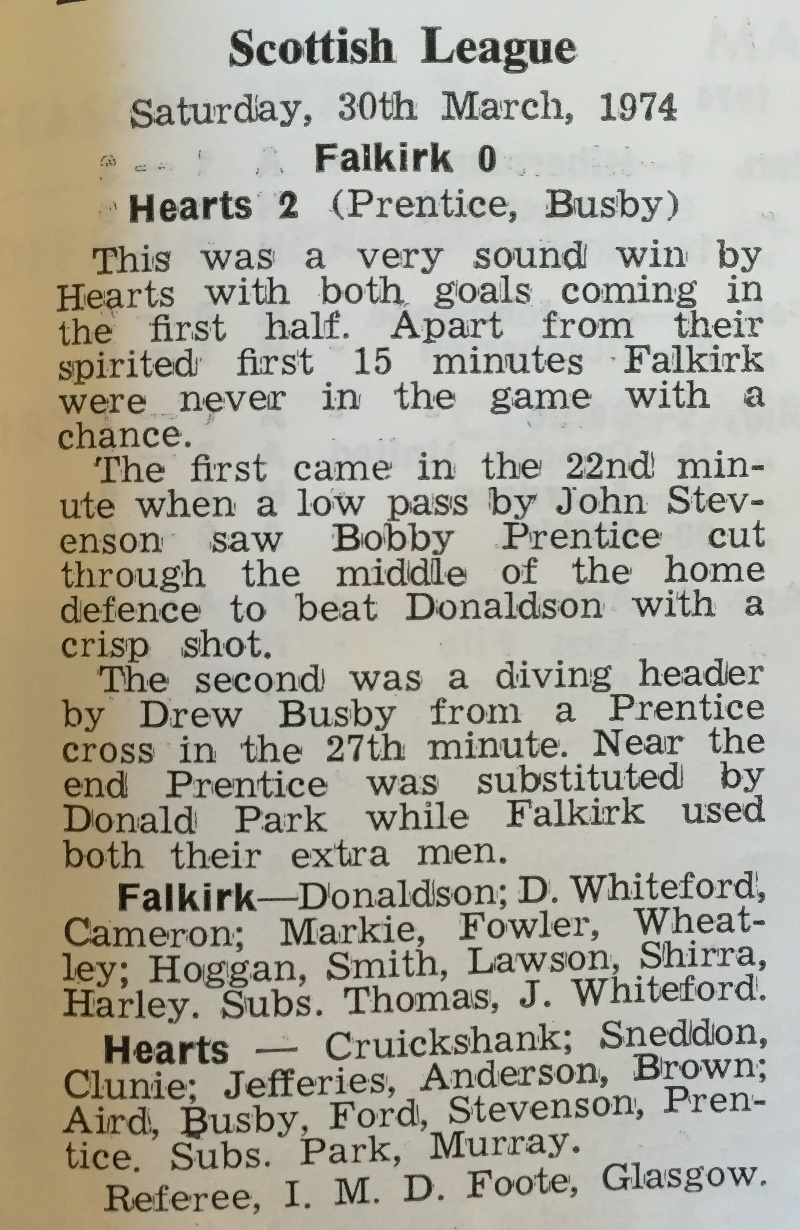 Scottish League
Saturday, 30th March, 1974
Falkirk 0
Hearts 2 (Prentice, Busby)
This was a very sound win by
Hearts with both goals coming in
the first half. Apart from their
spirited first 15 minutes Falkirk
were never in the game with a
chance.
The first came in the 22nd min-
ute when a low pass by John Stev-
enson saw Bobby Prentice cut
through the middle of the home
defence to beat Donaldson with a
crisp shot.
The second was a diving header
by Drew Busby from a Prentice
cross in the 27th minute. Near the
end Prentice was substituted by
Donald Park while Falkirk used
both their extra men.
Falkirk—Donaldson; D. Whiteford,
Cameron; Markie, Fowler, Wheat-
ley; Hoggan, Smith, Lawson, Shirra,
Harley. Subs. Thomas, J. Whiteford.
Hearts — Cruickshank; Sneddon,
Clunie; Jefferies, Anderson, Brown;
Aird, Busby, Ford, Stevenson, Pren-
tice. Subs. Park, Murray.
Referee, I. M. D. Foote, Glasgow.